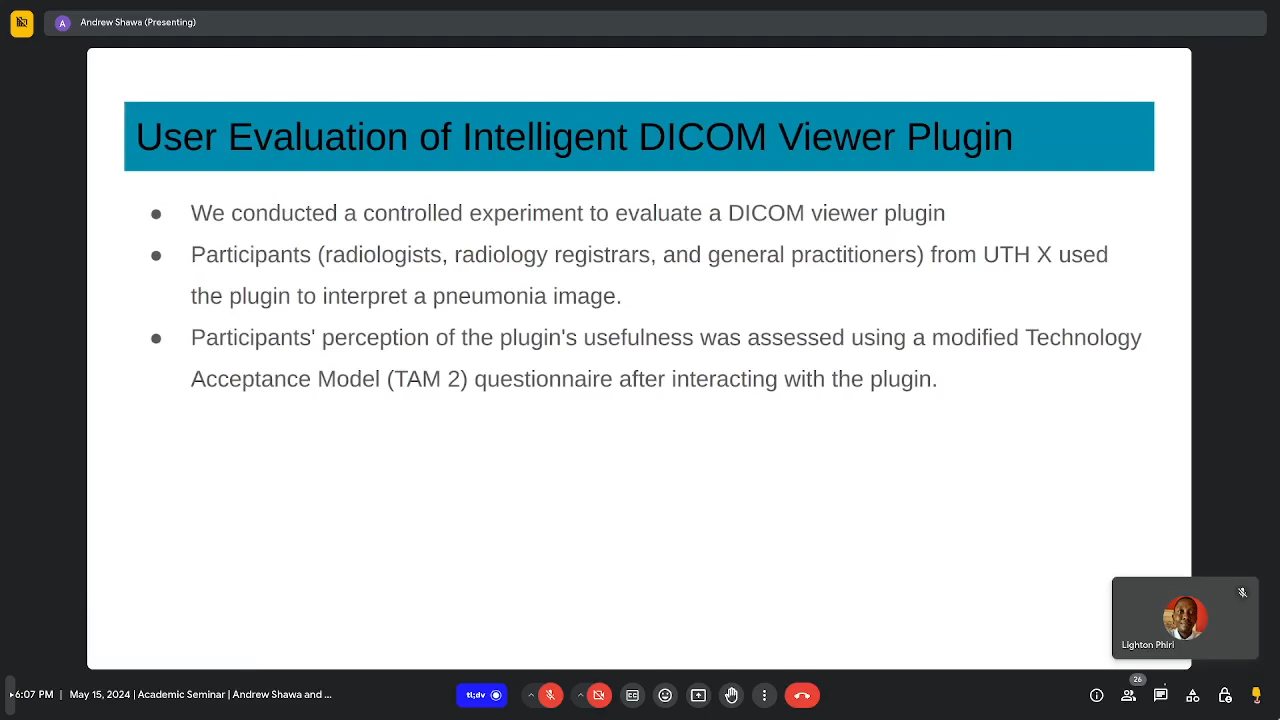 A Andrew Shawa (Presenting)
User Evaluation of Intelligent DICOM Viewer Plugin
● We conducted a controlled experiment to evaluate a DICOM viewer plugin
● Participants (radiologists, radiology registrars, and general practitioners) from UTH X used
the plugin to interpret a pneumonia image.
● Participants' perception of the plugin's usefulness was assessed using a modified Technology
Acceptance Model (TAM 2) questionnaire after interacting with the plugin.
Lighton Phiri
6:07 PM | May 15, 2024 | Academic Seminar | Andrew Shawa and ...
tl;dv
CC
26